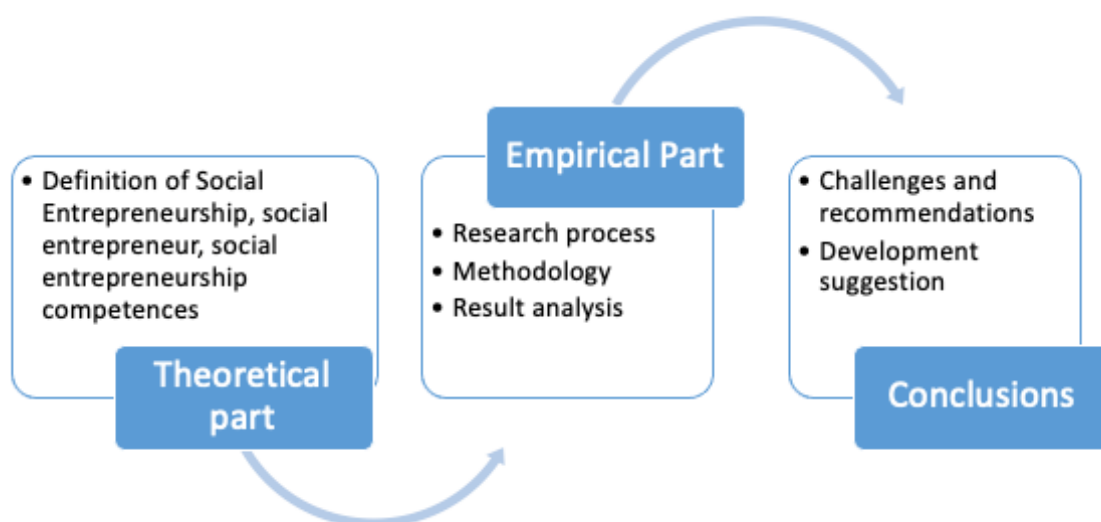 • Definition of Social
Entrepreneurship, social
entrepreneur, social
entrepreneurship
competences
Theoretical
part
Empirical Part
• Research process
• Methodology
• Result analysis
• Challenges and
recommendations
• Development
suggestion
Conclusions